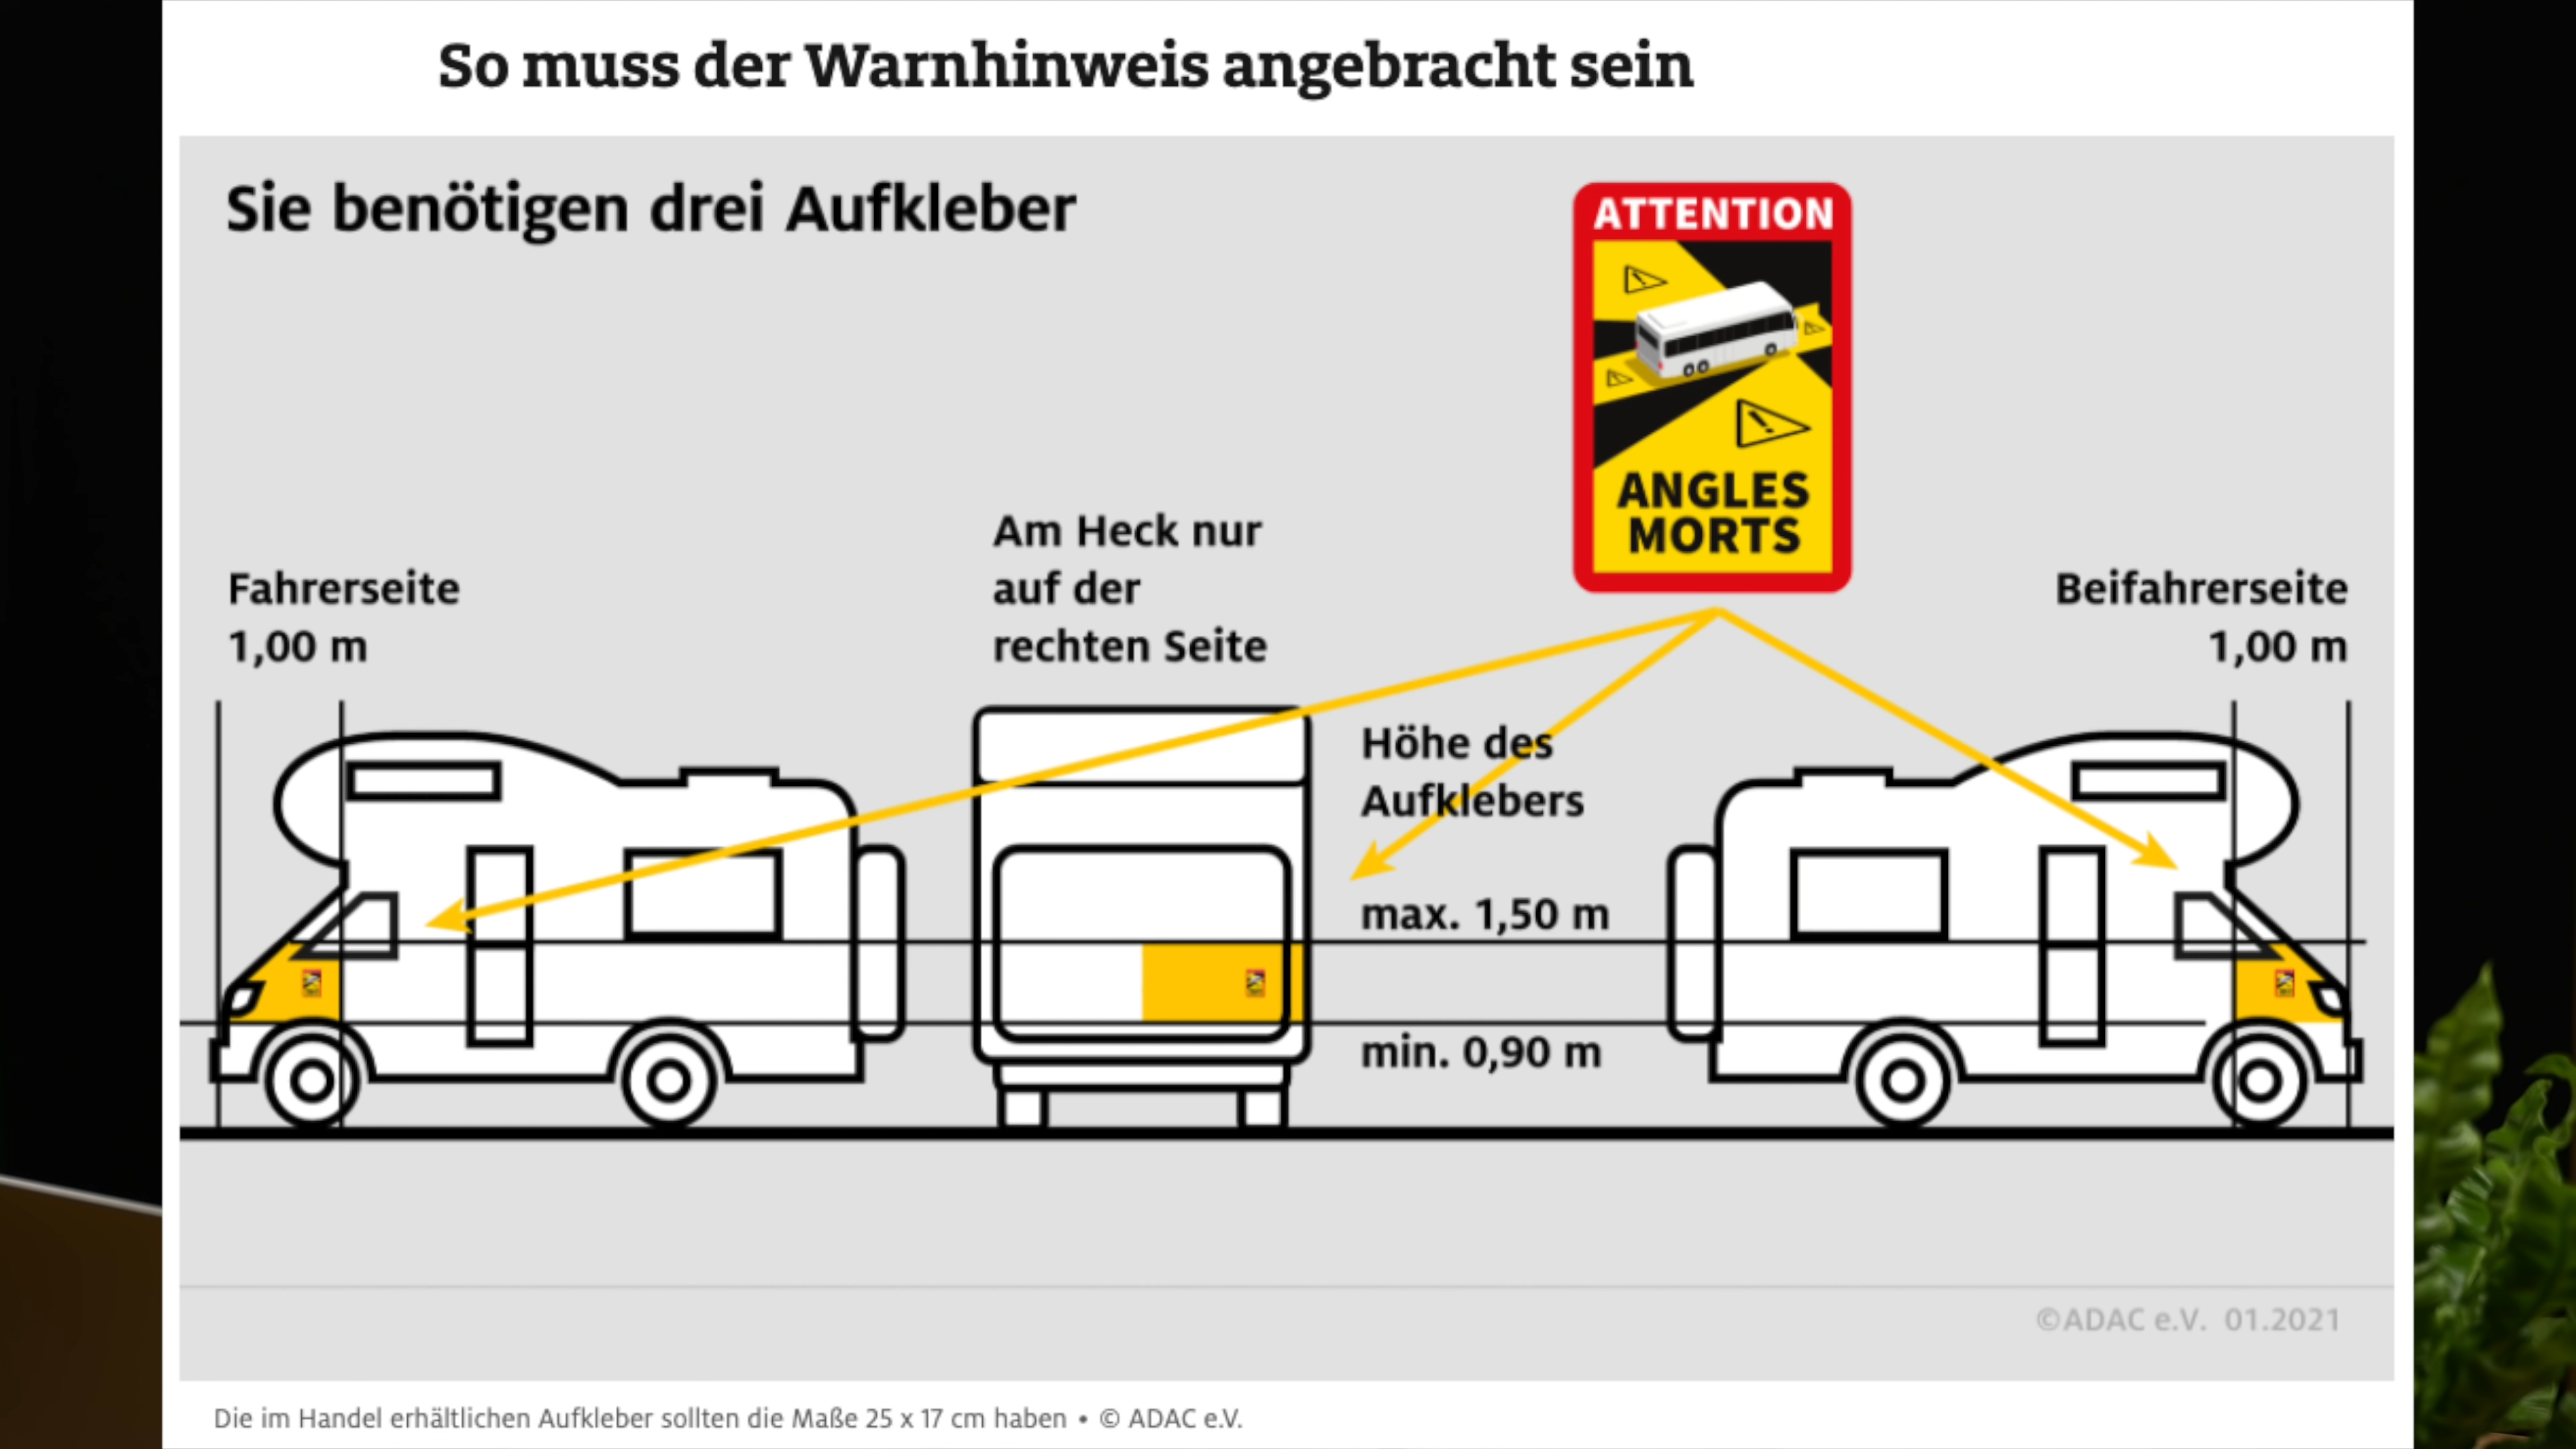 So muss der Warnhinweis angebracht sein
Sie benötigen drei Aufkleber
ATTENTION
ANGLES
MORTS
Fahrerseite
1,00 m
Am Heck nur
auf der
rechten Seite
Beifahrerseite
1,00 m
Höhe des
Aufklebers
max. 1,50 m
min. 0,90 m
©ADAC e.V. 01.2021
Die im Handel erhältlichen Aufkleber sollten die Maße 25 x 17 cm haben • © ADAC e.V.